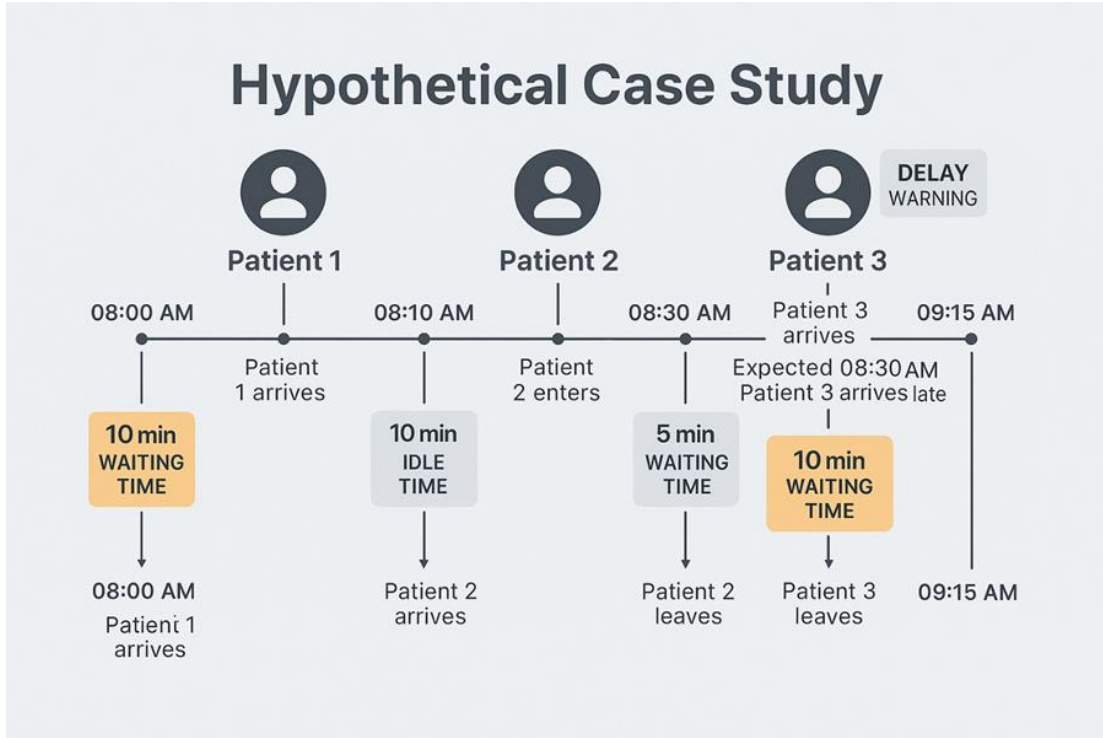 Hypothetical Case Study
DELAY
WARNING
Patient 1
Patient 2
Patient 3
08:00 AM
08:10 AM
08:30 AM
Patient 3
arrives
09:15 AM
Patient
1 arrives
Patient
2 enters
Expected 08:30 AM
Patient 3 arrives late
10 min
WAITING
TIME
10 min
IDLE
TIME
5 min
WAITING
TIME
10 min
WAITING
TIME
08:00 AM
Patient 1
arrives
Patient 2
arrives
Patient 2
leaves
Patient 3
leaves
09:15 AM